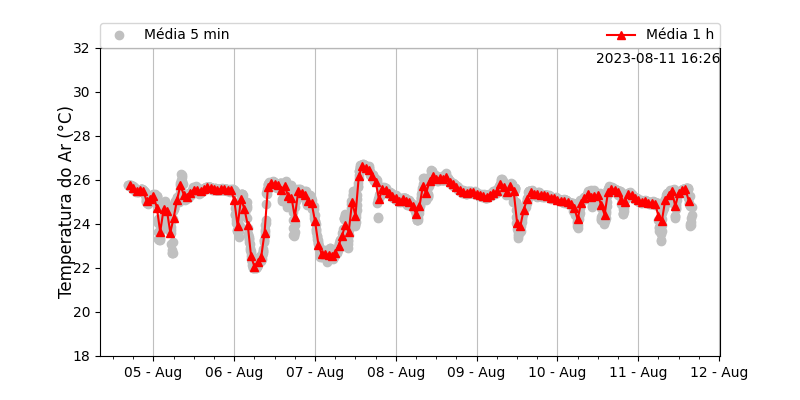 Média 5 min
Média 1 h
2023-08-11 16:26
Temperatura do Ar (°C)
32
30
28
26
24
22
20
18
05 - Aug
06 - Aug
07 - Aug
08 - Aug
09 - Aug
10 - Aug
11 - Aug
12 - Aug